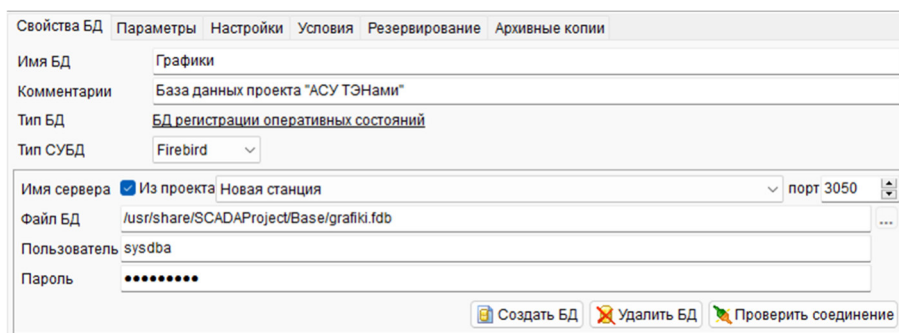 Свойства БД Параметры Настройки Условия Резервирование Архивные копии
Имя БД Графики
Комментарии База данных проекта "АСУ ТЭНами"
Тип БД БД регистрации оперативных состояний
Тип СУБД Firebird
Имя сервера Из проекта Новая станция порт 3050
Файл БД /usr/share/SCADAProject/Base/grafiki.fdb ...
Пользователь sysdba
Пароль •••••••••
Создать БД Удалить БД Проверить соединение